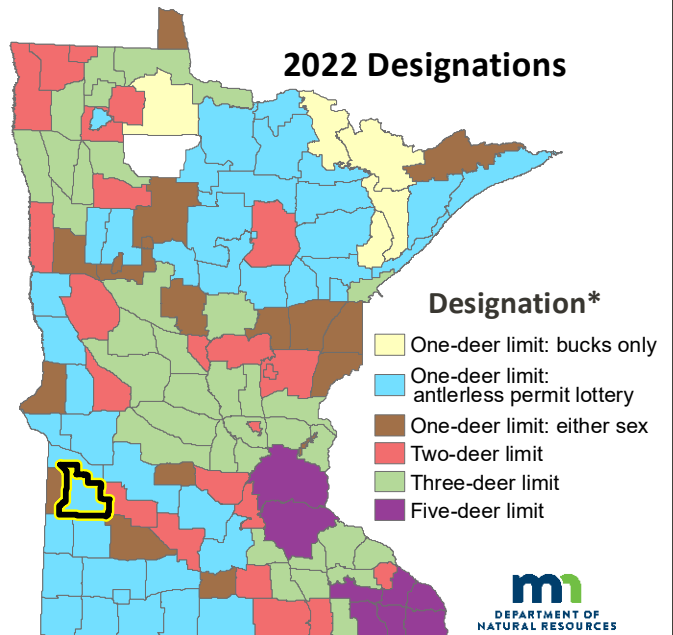 2022 Designations
Designation*
One-deer limit: bucks only
One-deer limit:
antlerless permit lottery
One-deer limit: either sex
Two-deer limit
Three-deer limit
Five-deer limit
mn
DEPARTMENT OF
NATURAL RESOURCES